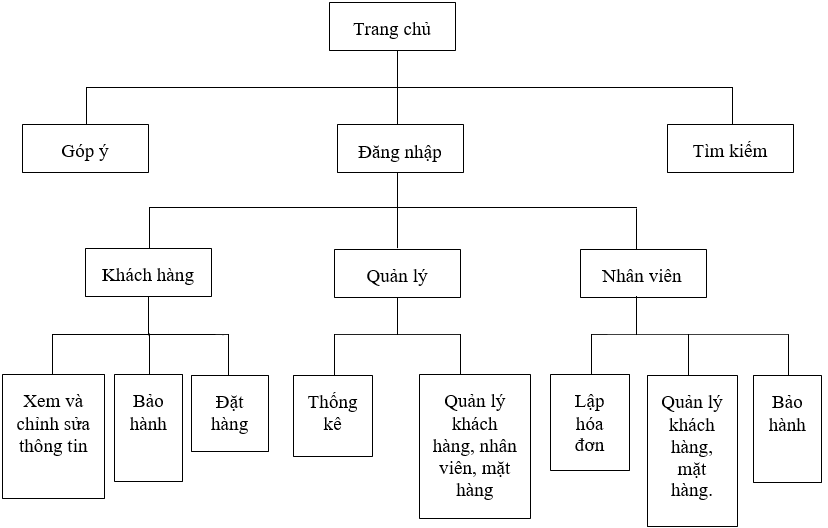 Trang chủ
Góp ý
Đăng nhập
Tìm kiếm
Khách hàng
Quản lý
Nhân viên
Xem và
chỉnh sửa
thông tin
Bảo
hành
Đặt
hàng
Thống
kê
Quản lý
khách
hàng, nhân
viên, mặt
hàng
Lập
hóa
đơn
Quản lý
khách
hàng,
mặt
hàng.
Bảo
hành